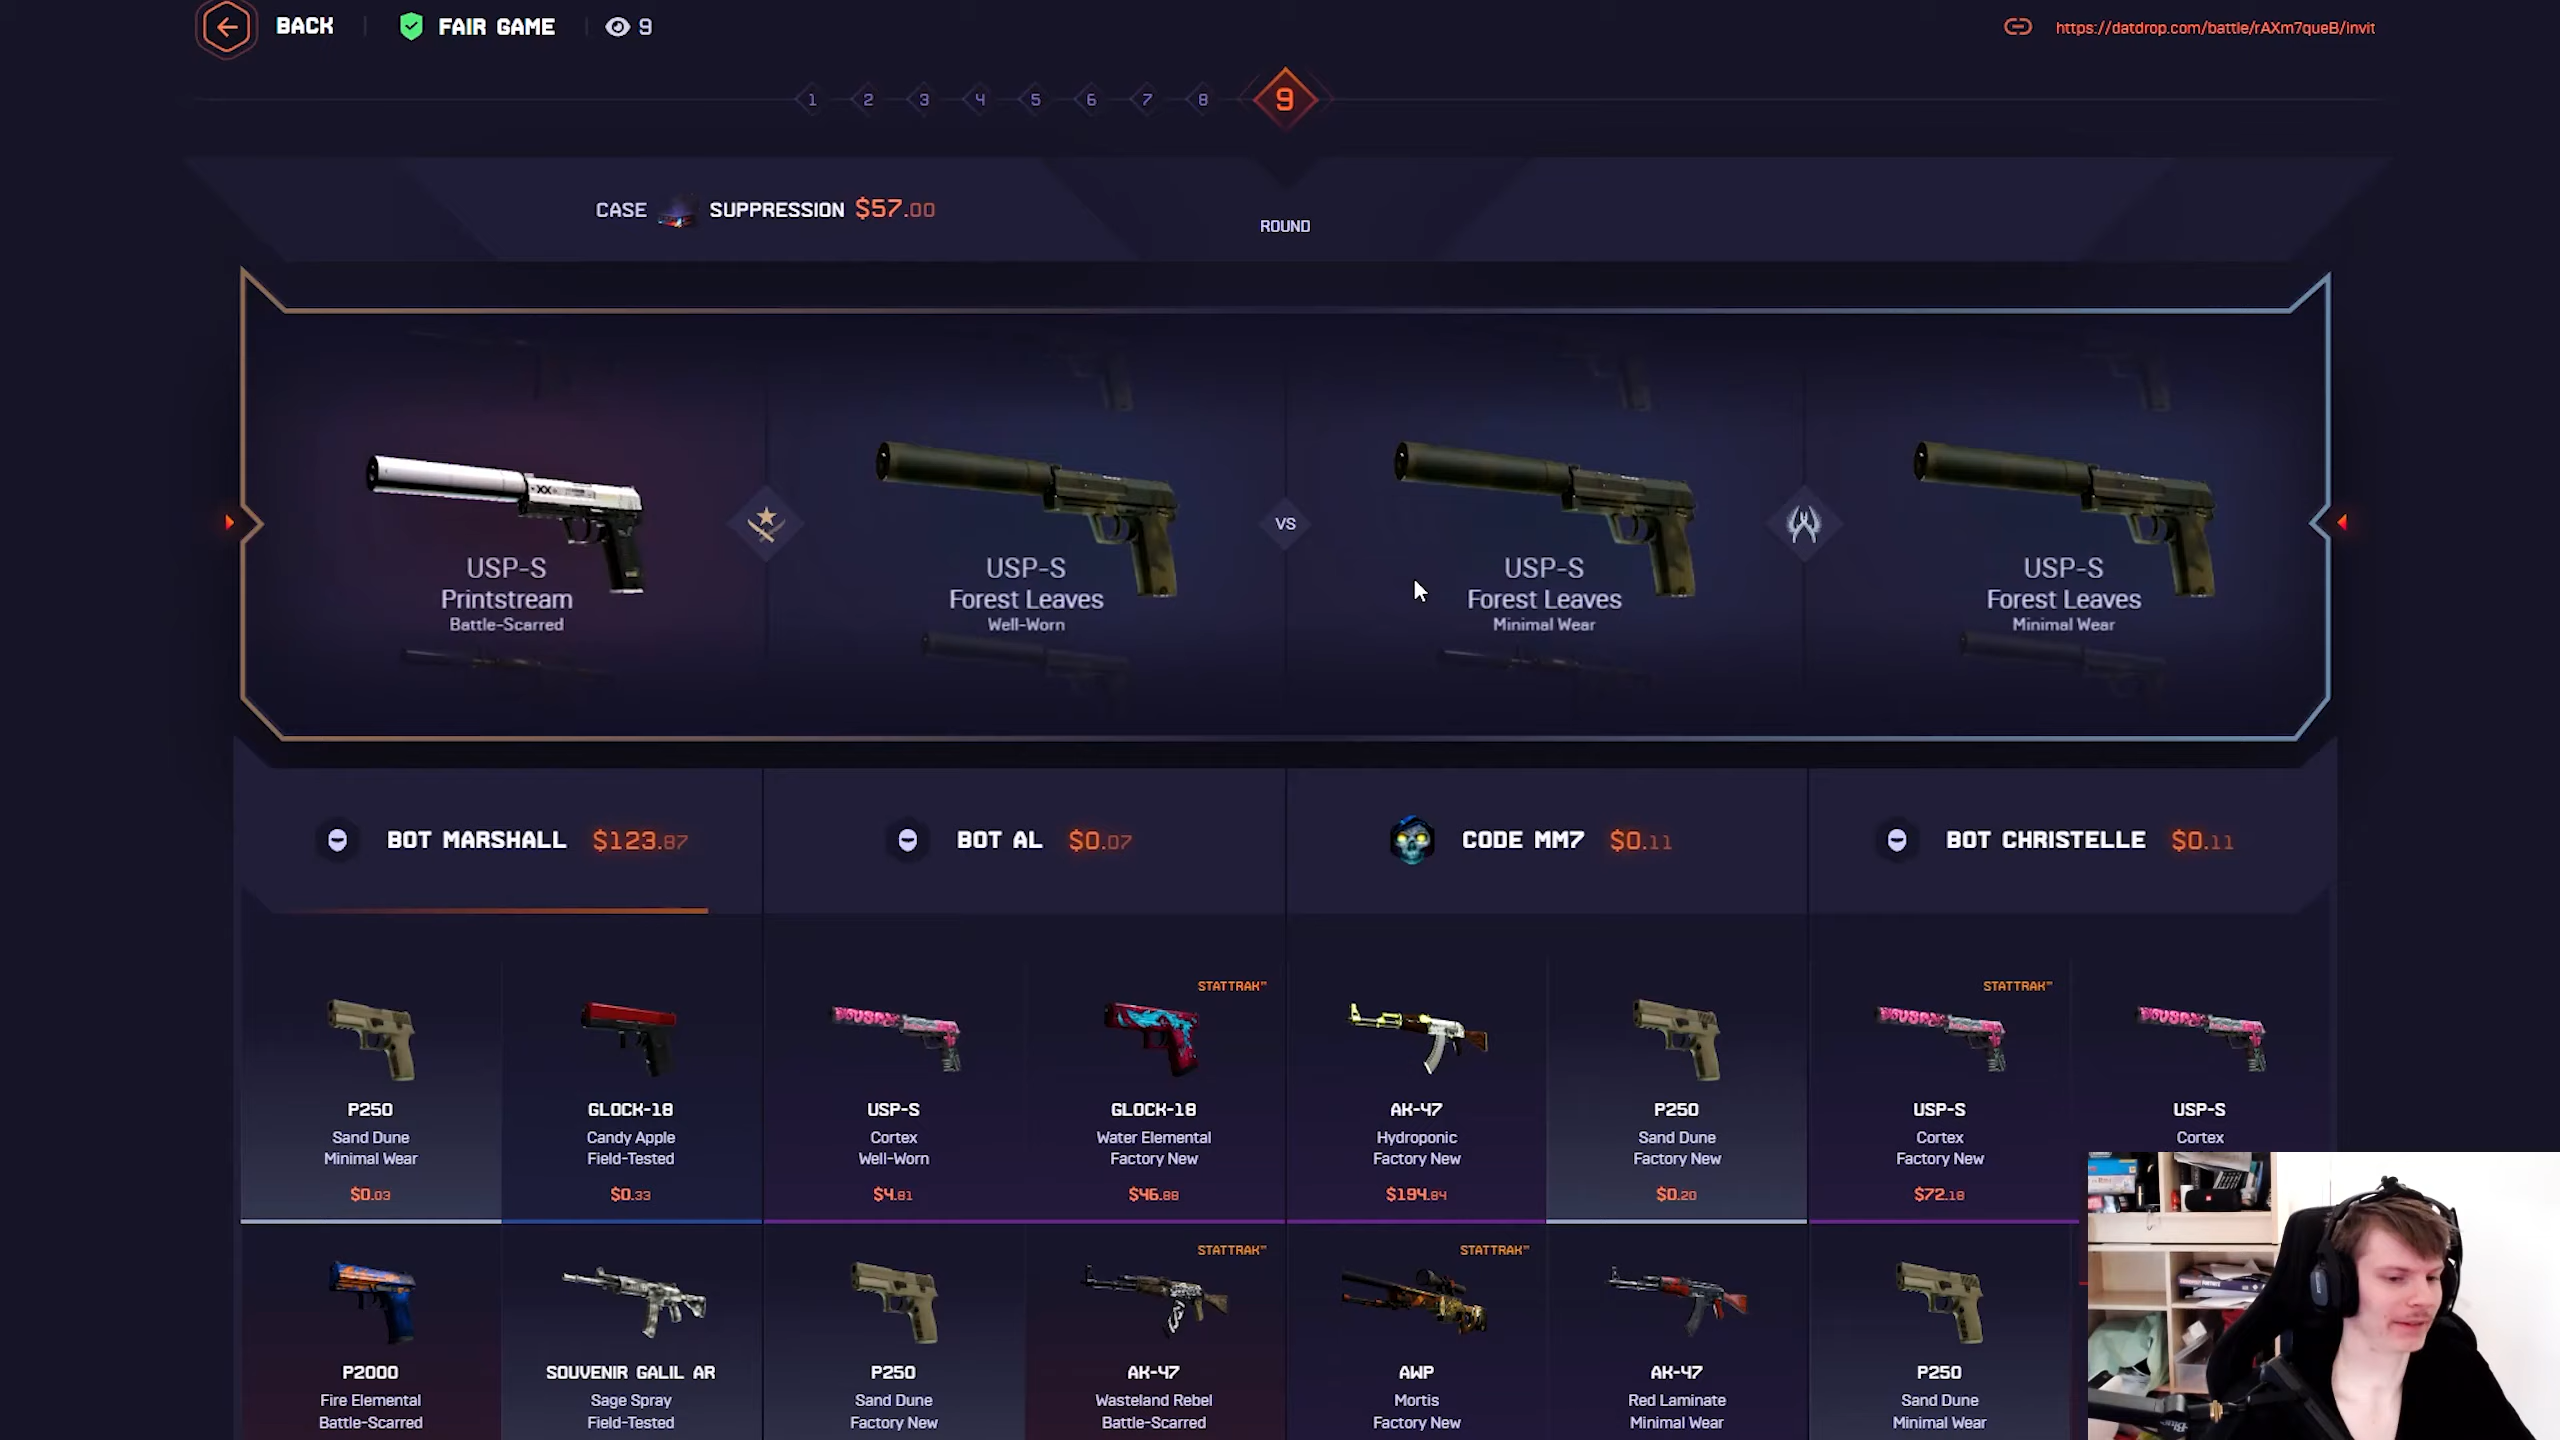 BACK
FAIR GAME
9
https://datdrop.com/battle/rAXm7queB/invit
1 2 3 4 5 6 7 8 9
CASE SUPPRESSION $57.00
ROUND
USP-S
Printstream
Battle-Scarred
USP-S
Forest Leaves
Well-Worn
VS
USP-S
Forest Leaves
Minimal Wear
USP-S
Forest Leaves
Minimal Wear
BOT MARSHALL $123.87
BOT AL $0.07
CODE MM7 $0.11
BOT CHRISTELLE $0.11
P250
Sand Dune
Minimal Wear
$0.03
GLOCK-18
Candy Apple
Field-Tested
$0.33
USP-S
Cortex
Well-Worn
$4.81
STATTRAK™
GLOCK-18
Water Elemental
Factory New
$46.88
AK-47
Hydroponic
Factory New
$194.84
P250
Sand Dune
Factory New
$0.20
STATTRAK™
USP-S
Cortex
Factory New
$72.18
USP-S
Cortex
P2000
Fire Elemental
Battle-Scarred
SOUVENIR GALIL AR
Sage Spray
Field-Tested
P250
Sand Dune
Factory New
STATTRAK™
AK-47
Wasteland Rebel
Battle-Scarred
STATTRAK™
AWP
Mortis
Factory New
AK-47
Red Laminate
Minimal Wear
P250
Sand Dune
Minimal Wear